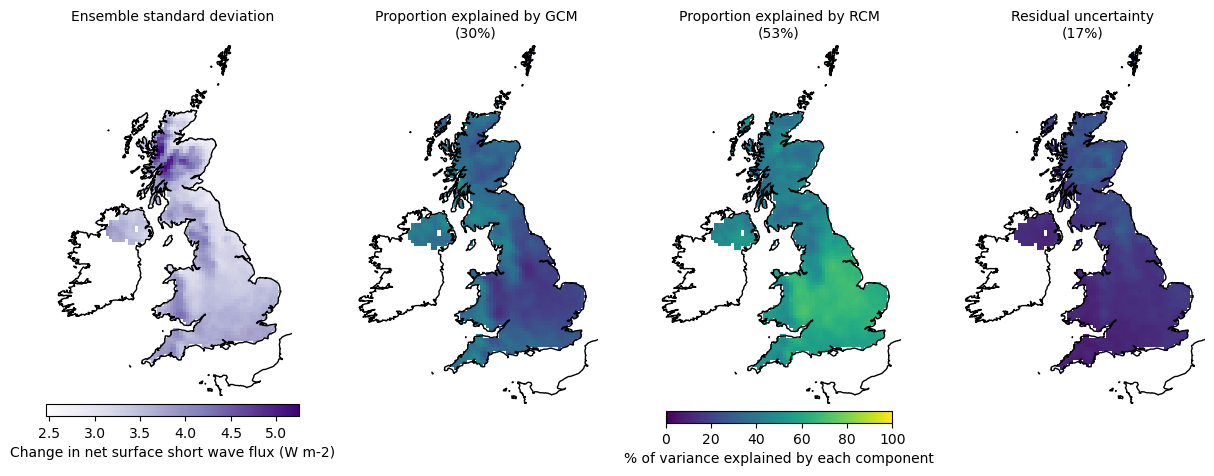 Ensemble standard deviation
Proportion explained by GCM
(30%)
Proportion explained by RCM
(53%)
Residual uncertainty
(17%)
2.5 3.0 3.5 4.0 4.5 5.0
Change in net surface short wave flux (W m-2)
0 20 40 60 80 100
% of variance explained by each component